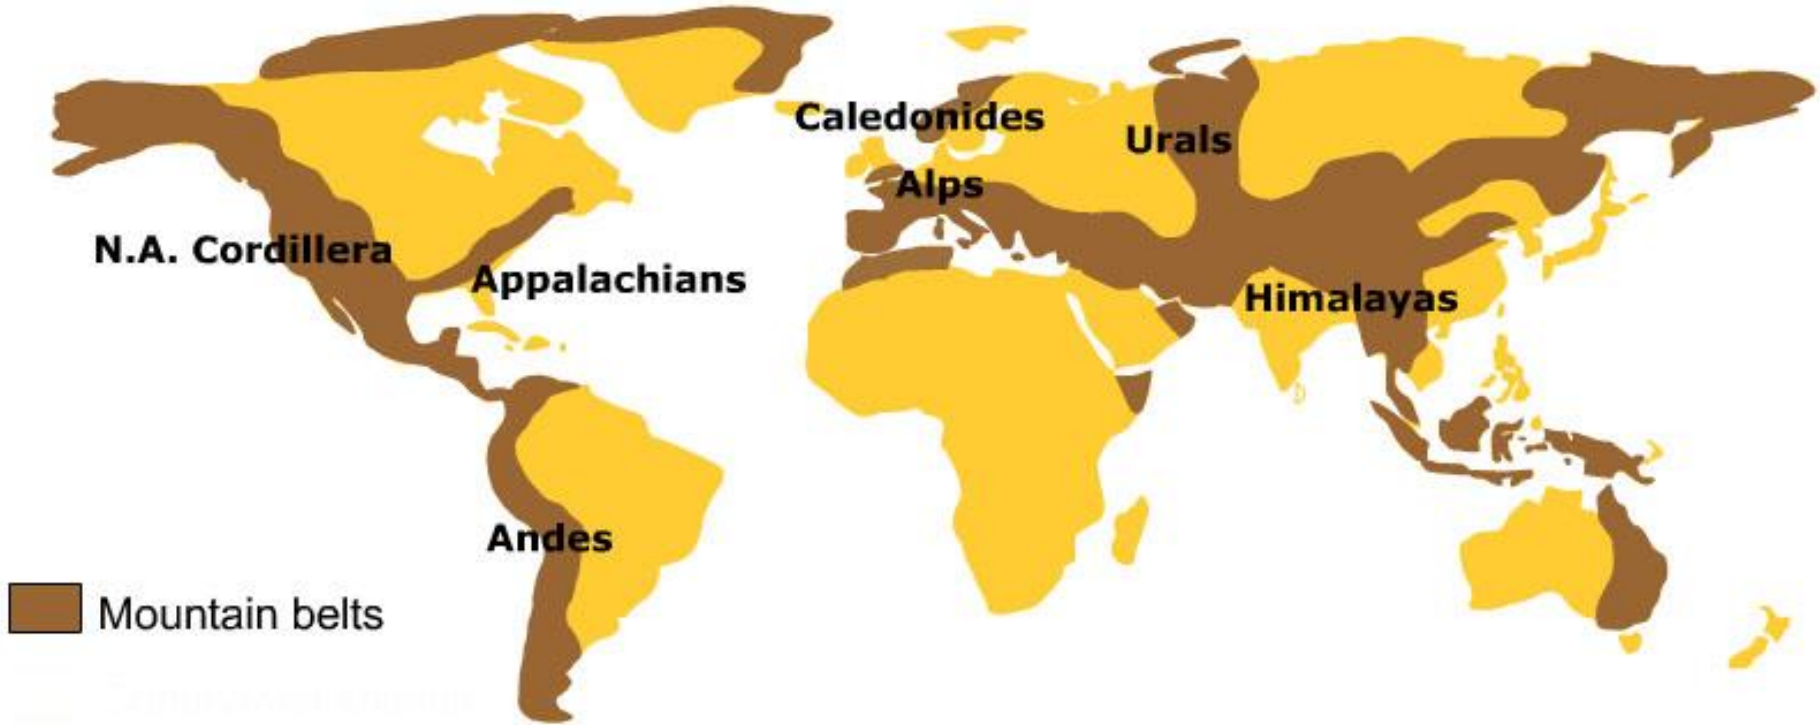 Caledonides
Urals
Alps
N.A. Cordillera
Appalachians
Himalayas
Andes
Mountain belts